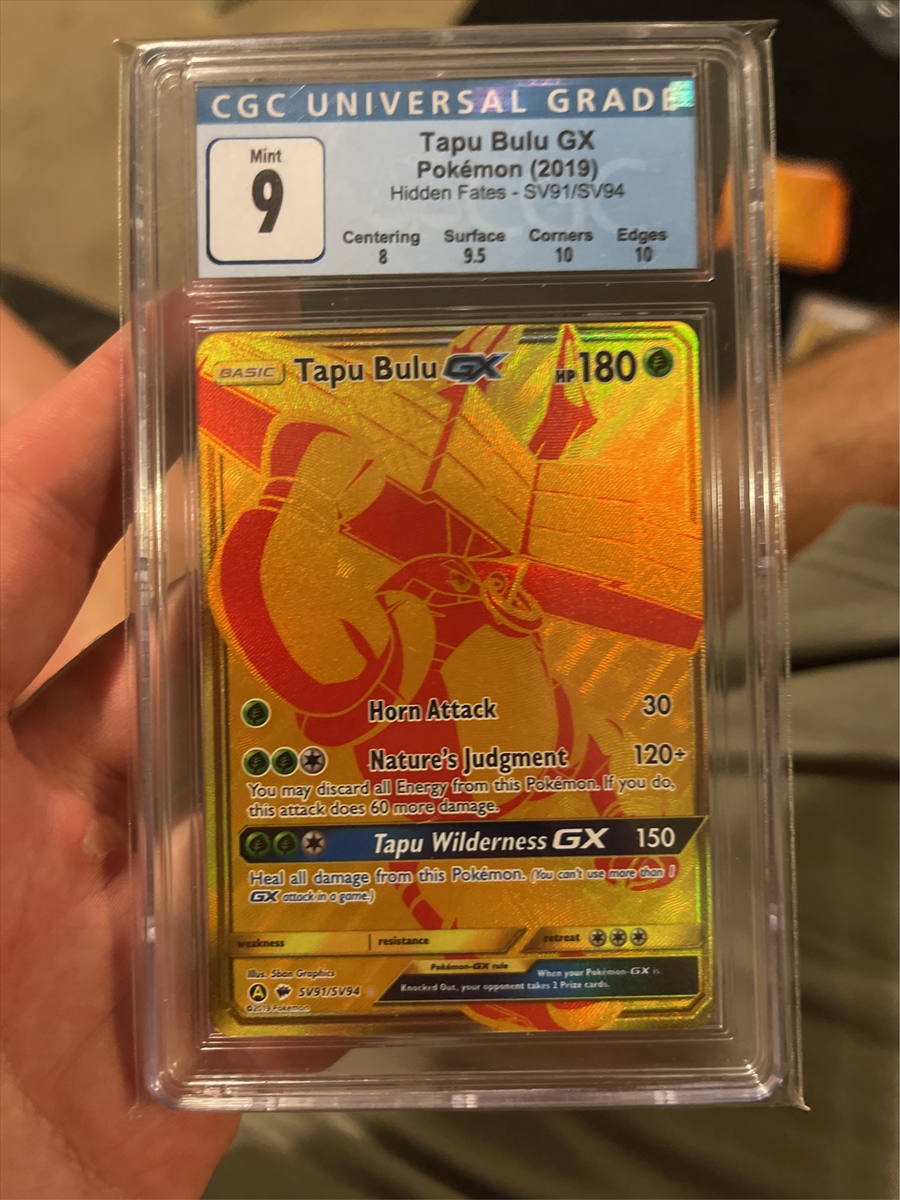 CGC UNIVERSAL GRADE
Mint
9
Tapu Bulu GX
Pokémon (2019)
Hidden Fates - SV91/SV94
Centering Surface Corners Edges
8 9.5 10 10
BASIC Tapu Bulu GX HP 180
Horn Attack 30
Nature's Judgment 120+
You may discard all Energy from this Pokémon. If you do,
this attack does 60 more damage.
Tapu Wilderness GX 150
Heal all damage from this Pokémon. (You can't use more than 1
GX attack in a game.)
weakness resistance retreat
Illus. 5ban Graphics
Pokémon-GX rule
When your Pokémon-GX is
Knocked Out, your opponent takes 2 Prize cards.
A SV91/SV94
©2019 Pokémon